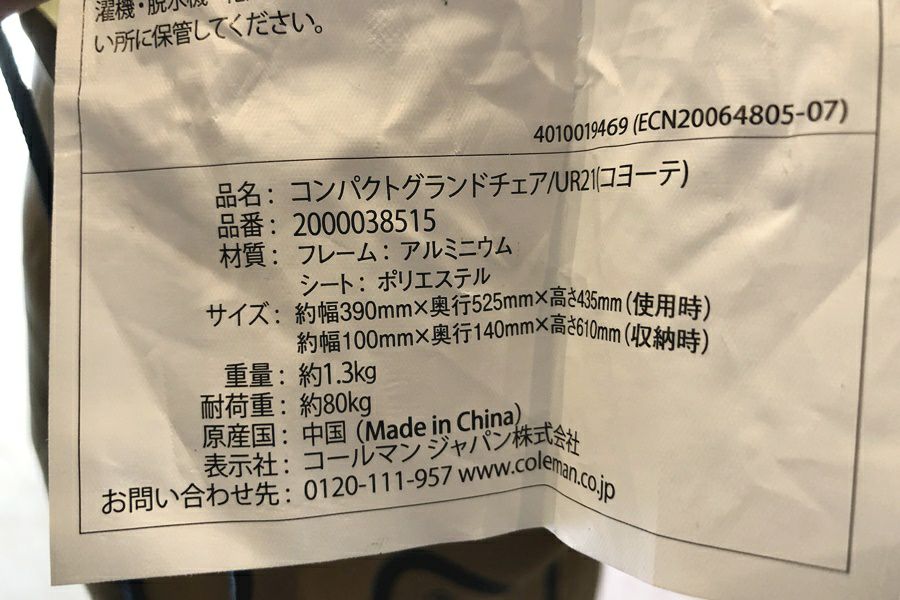 濯機・脱水機
い所に保管してください。
4010019469 (ECN20064805-07)
品名： コンパクトグランドチェア/UR21(コヨーテ)
品番： 2000038515
材質： フレーム： アルミニウム
シート： ポリエステル
サイズ： 約幅390mm×奥行525mm×高さ435mm（使用時）
約幅100mm×奥行140mm×高さ610mm（収納時）
重量： 約1.3kg
耐荷重： 約80kg
原産国： 中国（Made in China）
表示社： コールマン ジャパン株式会社
お問い合わせ先： 0120-111-957 www.coleman.co.jp